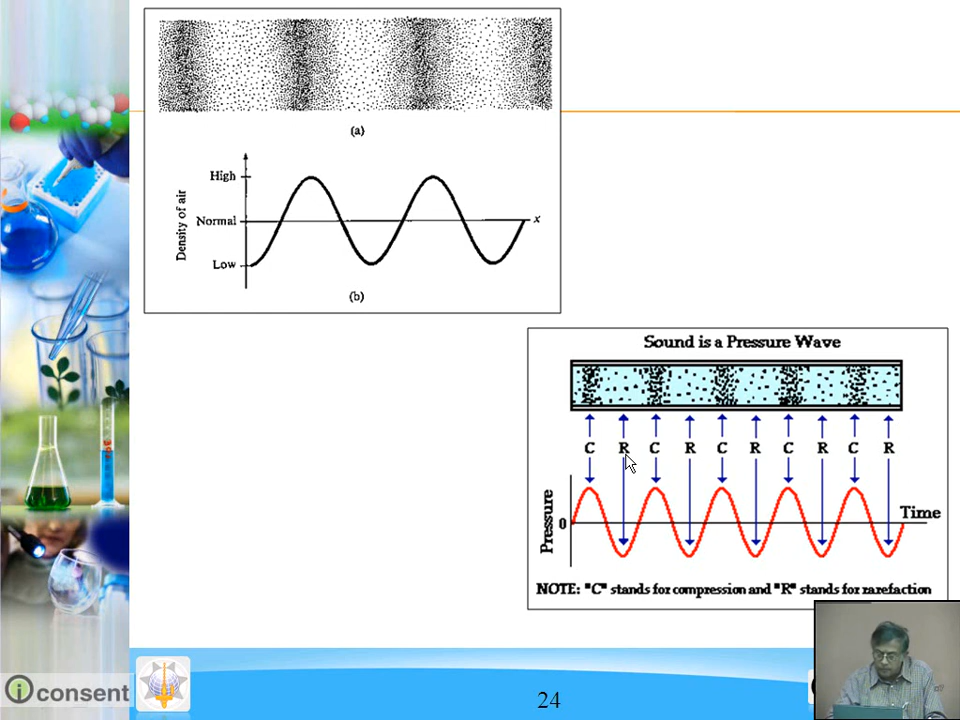 (a)
High
Normal
Low
Density of air
x
(b)
Sound is a Pressure Wave
C R C R C R C R C R
Pressure
0
Time
NOTE: "C" stands for compression and "R" stands for rarefaction
iconsent
24